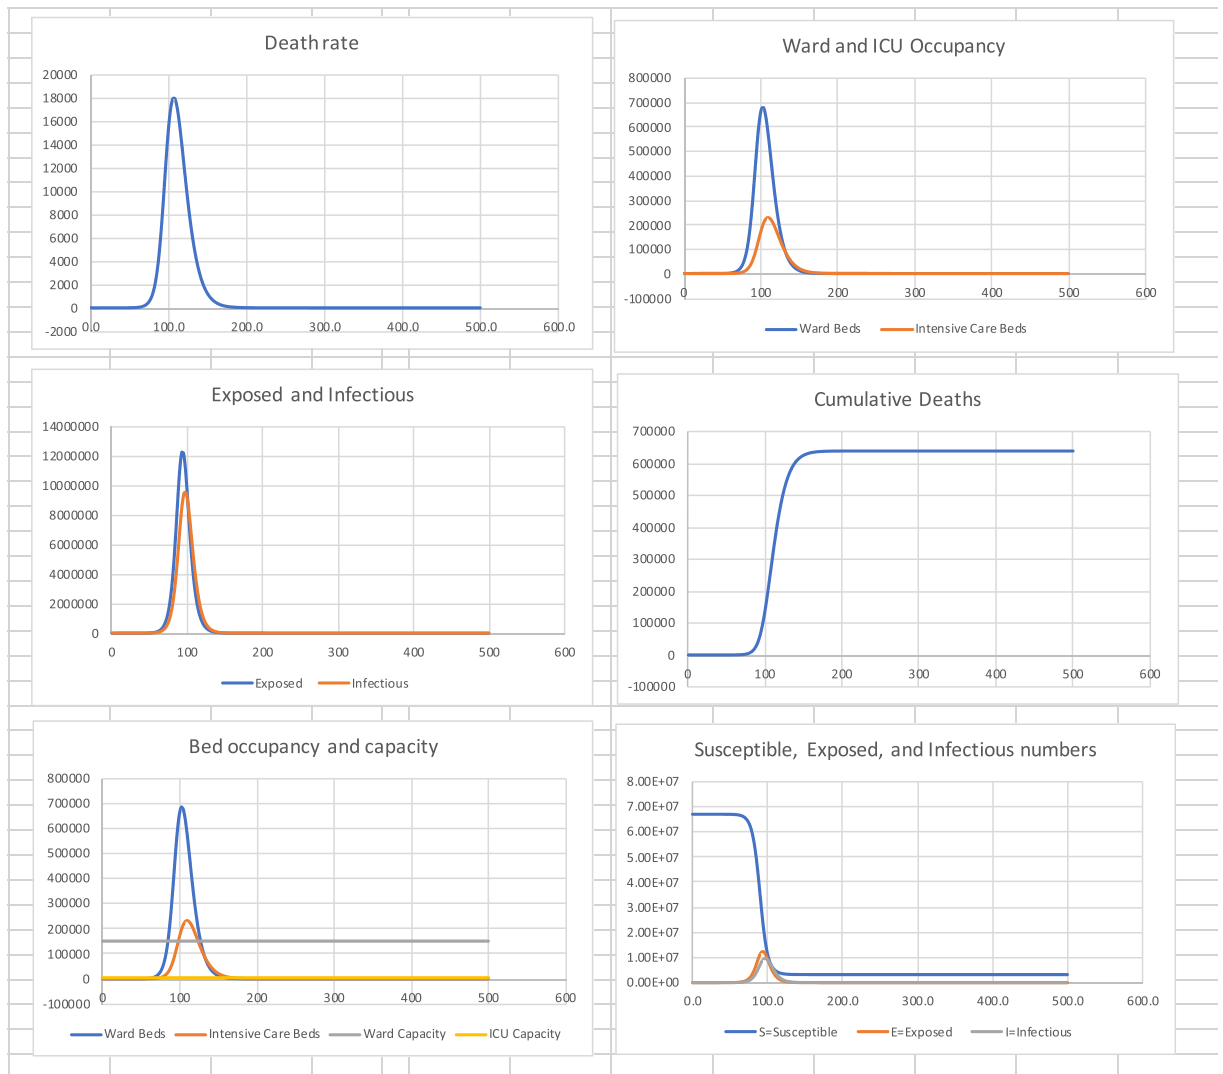 Death rate
20000
18000
16000
14000
12000
10000
8000
6000
4000
2000
0
-2000
0.0 100.0 200.0 300.0 400.0 500.0 600.0
Ward and ICU Occupancy
800000
700000
600000
500000
400000
300000
200000
100000
0
-100000
0 100 200 300 400 500 600
Ward Beds Intensive Care Beds
Exposed and Infectious
14000000
12000000
10000000
8000000
6000000
4000000
2000000
0
0 100 200 300 400 500 600
Exposed Infectious
Cumulative Deaths
700000
600000
500000
400000
300000
200000
100000
0
-100000
0 100 200 300 400 500 600
Bed occupancy and capacity
800000
700000
600000
500000
400000
300000
200000
100000
0
-100000
0 100 200 300 400 500 600
Ward Beds Intensive Care Beds Ward Capacity ICU Capacity
Susceptible, Exposed, and Infectious numbers
8.00E+07
7.00E+07
6.00E+07
5.00E+07
4.00E+07
3.00E+07
2.00E+07
1.00E+07
0.00E+00
0.0 100.0 200.0 300.0 400.0 500.0 600.0
S=Susceptible E=Exposed I=Infectious